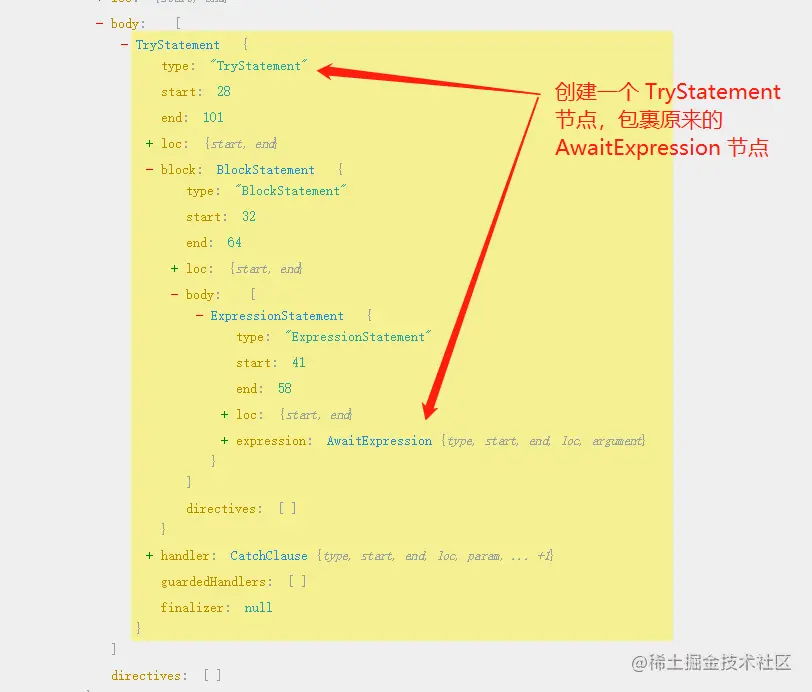 – body: [
– TryStatement {
type: "TryStatement"
start: 28
end: 101
+ loc: {start, end}
– block: BlockStatement {
type: "BlockStatement"
start: 32
end: 64
+ loc: {start, end}
– body: [
– ExpressionStatement {
type: "ExpressionStatement"
start: 41
end: 58
+ loc: {start, end}
+ expression: AwaitExpression {type, start, end, loc, argument}
}
]
directives: [ ]
}
+ handler: CatchClause {type, start, end, loc, param, ... +1}
guardedHandlers: [ ]
finalizer: null
}
]
directives: [ ]
创建一个 TryStatement
节点，包裹原来的
AwaitExpression 节点
@稀土掘金技术社区